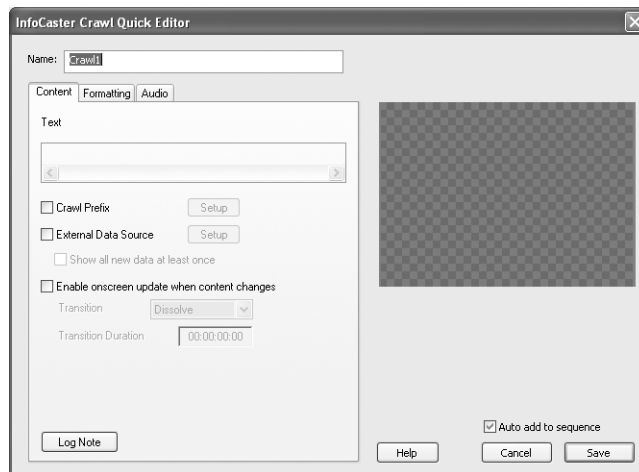 InfoCaster Crawl Quick Editor
Name: Crawl1
Content Formatting Audio
Text
Crawl Prefix Setup
External Data Source Setup
Show all new data at least once
Enable onscreen update when content changes
Transition Dissolve
Transition Duration 00:00:00:00
Auto add to sequence
Log Note Help Cancel Save